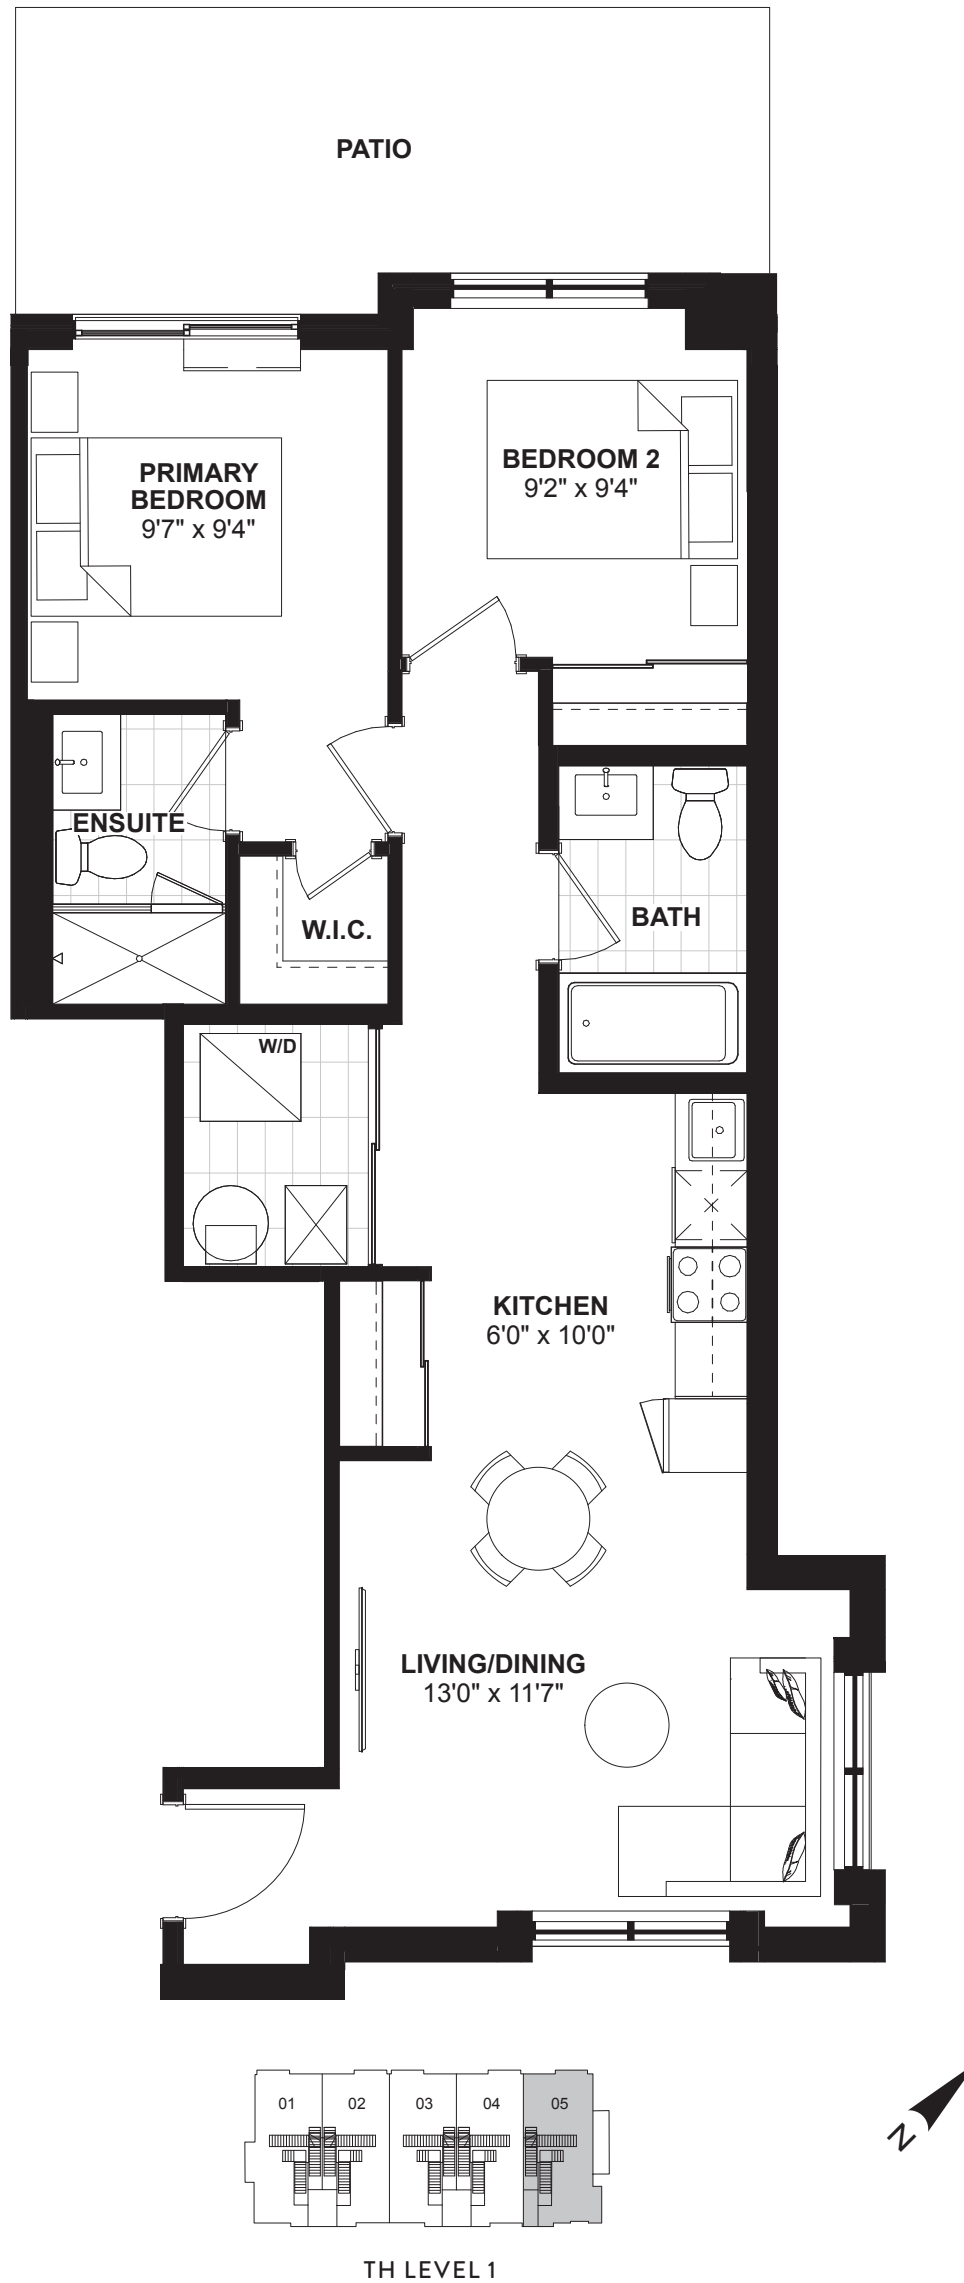 PATIO
PRIMARY
BEDROOM
9'7" x 9'4"
BEDROOM 2
9'2" x 9'4"
ENSUITE
W.I.C.
BATH
W/D
KITCHEN
6'0" x 10'0"
LIVING/DINING
13'0" x 11'7"
01 02 03 04 05
N
TH LEVEL 1